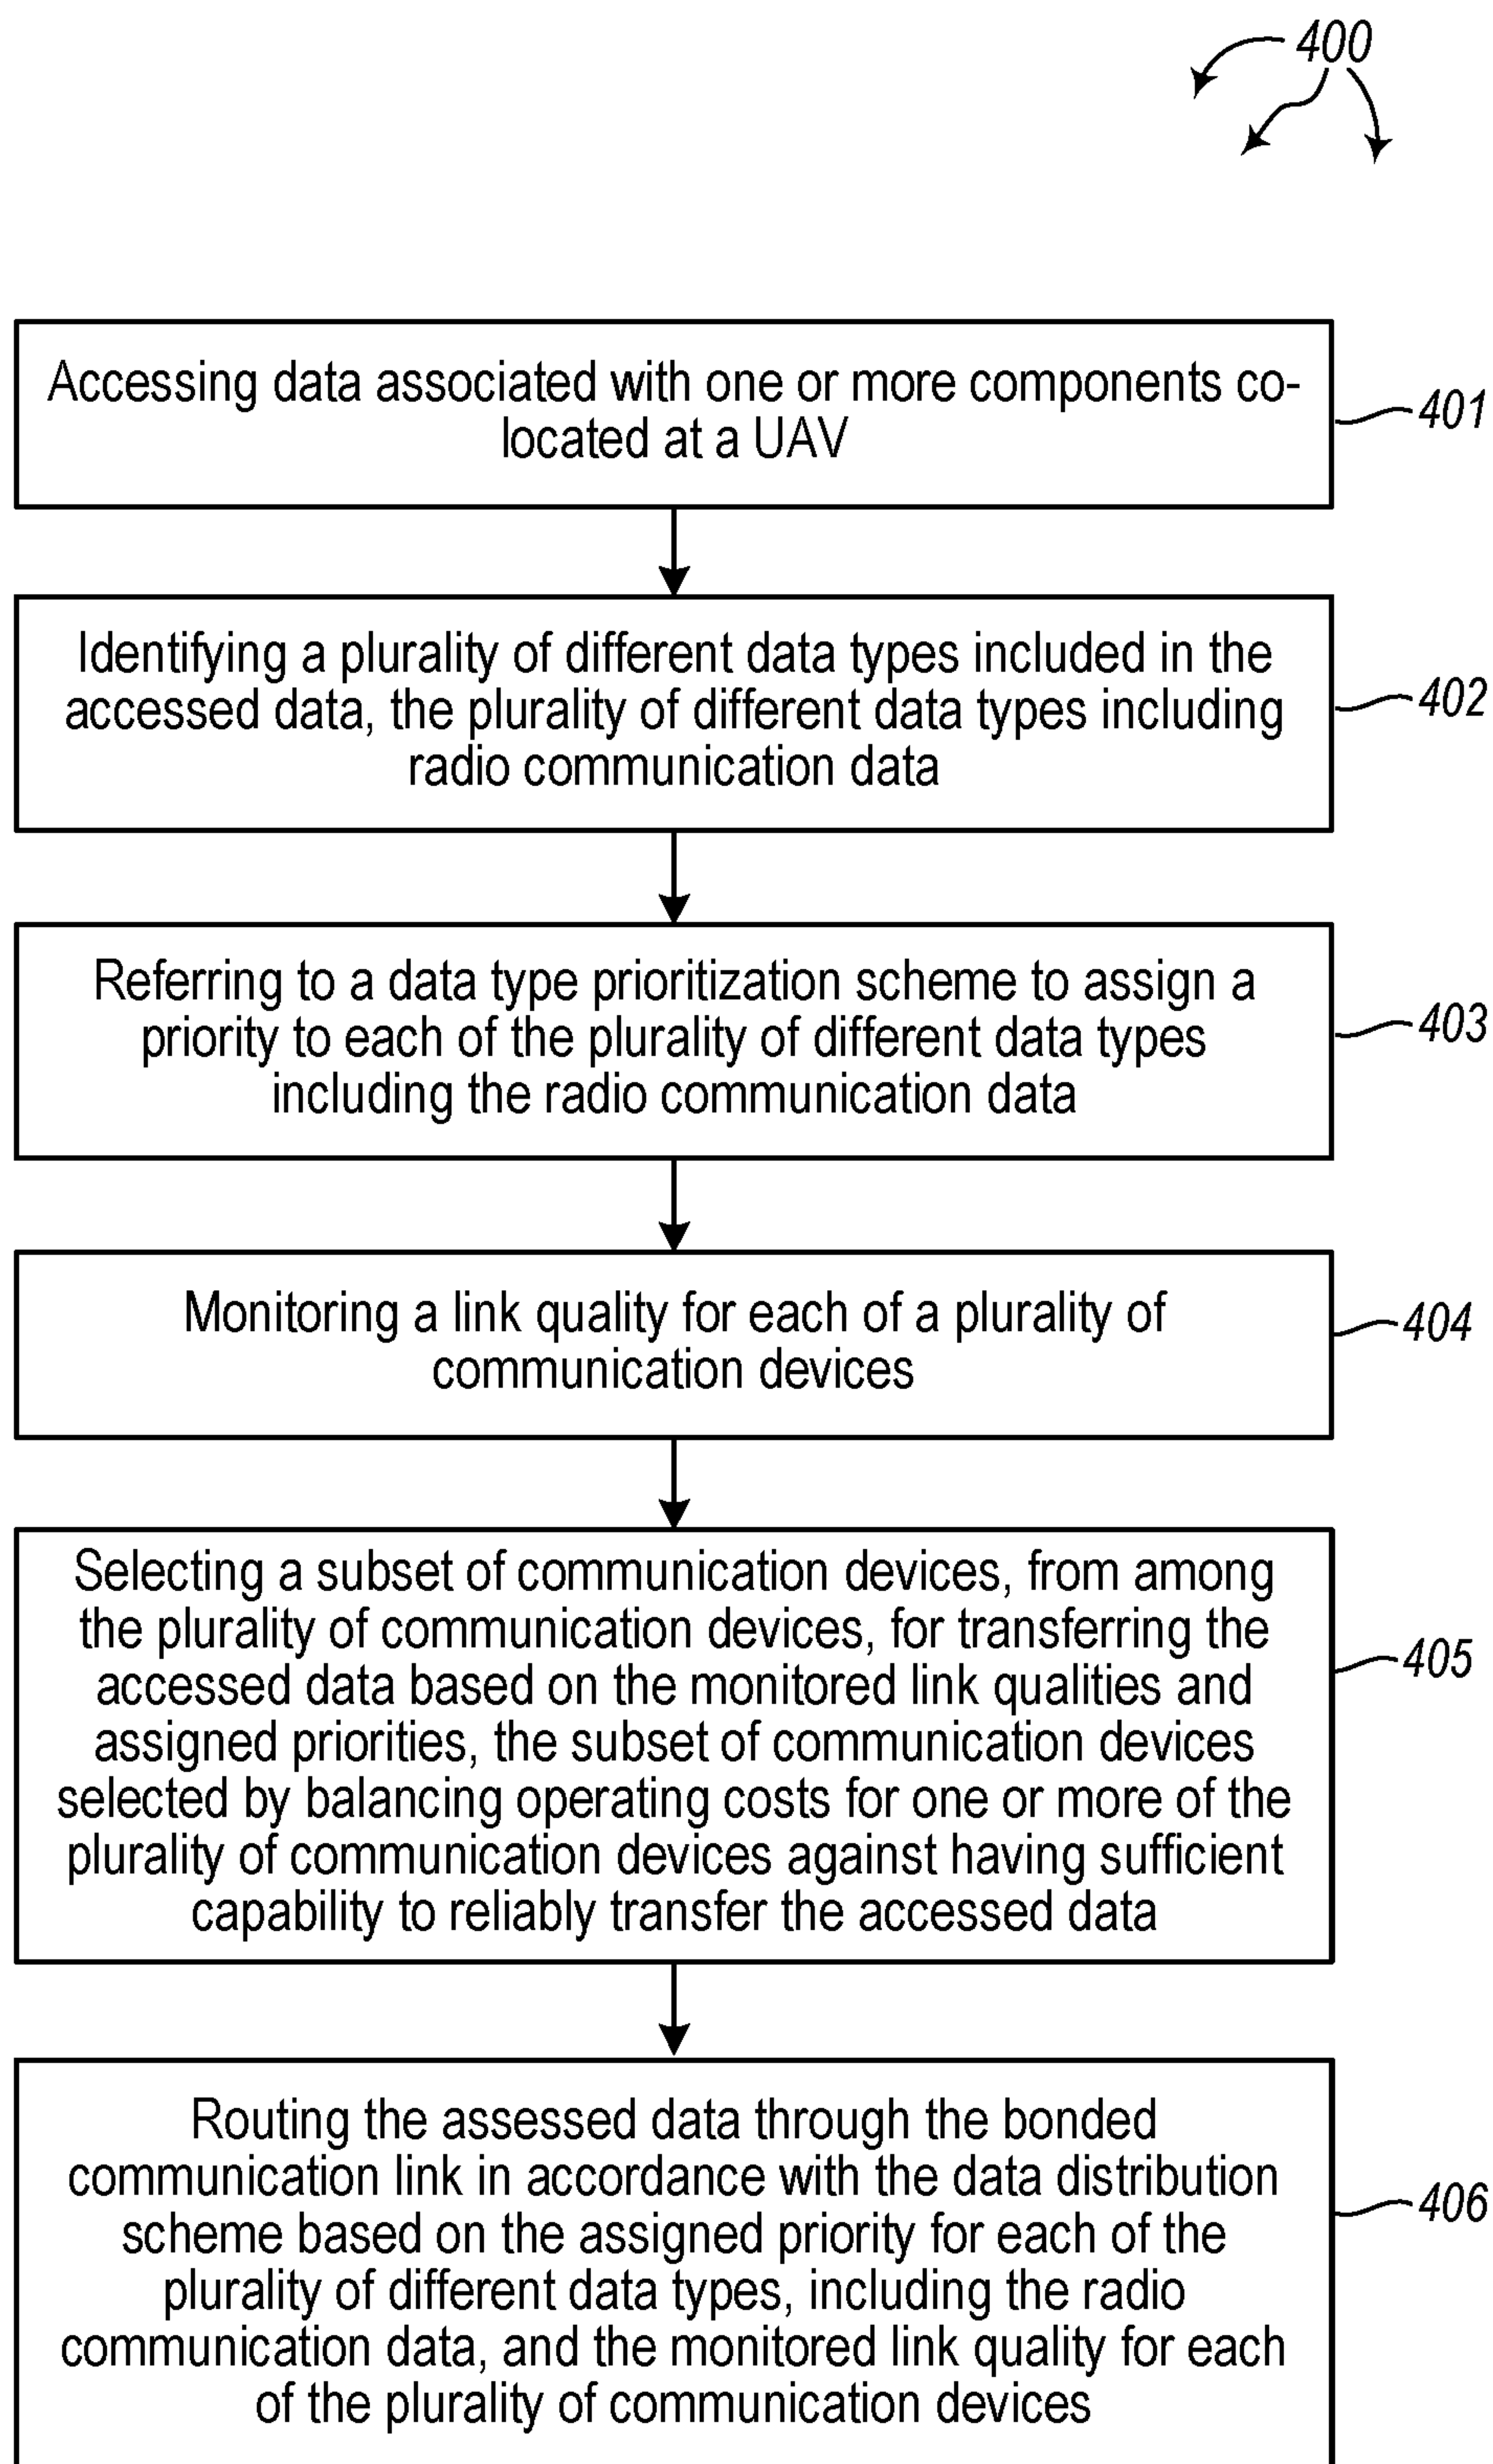 400
Accessing data associated with one or more components co-
located at a UAV
401
Identifying a plurality of different data types included in the
accessed data, the plurality of different data types including
radio communication data
402
Referring to a data type prioritization scheme to assign a
priority to each of the plurality of different data types
including the radio communication data
403
Monitoring a link quality for each of a plurality of
communication devices
404
Selecting a subset of communication devices, from among
the plurality of communication devices, for transferring the
accessed data based on the monitored link qualities and
assigned priorities, the subset of communication devices
selected by balancing operating costs for one or more of the
plurality of communication devices against having sufficient
capability to reliably transfer the accessed data
405
Routing the assessed data through the bonded
communication link in accordance with the data distribution
scheme based on the assigned priority for each of the
plurality of different data types, including the radio
communication data, and the monitored link quality for each
of the plurality of communication devices
406